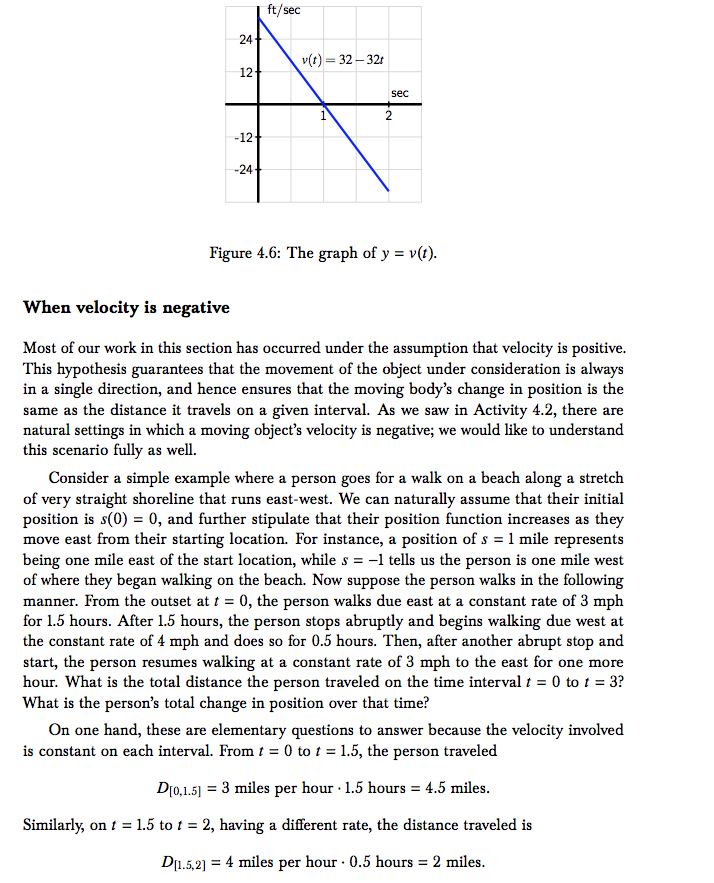 ft/sec
24
v(t) = 32 − 32t
12
sec
1
2
-12
-24
Figure 4.6: The graph of y = v(t).
When velocity is negative
Most of our work in this section has occurred under the assumption that velocity is positive.
This hypothesis guarantees that the movement of the object under consideration is always
in a single direction, and hence ensures that the moving body’s change in position is the
same as the distance it travels on a given interval. As we saw in Activity 4.2, there are
natural settings in which a moving object’s velocity is negative; we would like to understand
this scenario fully as well.
Consider a simple example where a person goes for a walk on a beach along a stretch
of very straight shoreline that runs east-west. We can naturally assume that their initial
position is s(0) = 0, and further stipulate that their position function increases as they
move east from their starting location. For instance, a position of s = 1 mile represents
being one mile east of the start location, while s = −1 tells us the person is one mile west
of where they began walking on the beach. Now suppose the person walks in the following
manner. From the outset at t = 0, the person walks due east at a constant rate of 3 mph
for 1.5 hours. After 1.5 hours, the person stops abruptly and begins walking due west at
the constant rate of 4 mph and does so for 0.5 hours. Then, after another abrupt stop and
start, the person resumes walking at a constant rate of 3 mph to the east for one more
hour. What is the total distance the person traveled on the time interval t = 0 to t = 3?
What is the person’s total change in position over that time?
On one hand, these are elementary questions to answer because the velocity involved
is constant on each interval. From t = 0 to t = 1.5, the person traveled
D[0,1.5] = 3 miles per hour · 1.5 hours = 4.5 miles.
Similarly, on t = 1.5 to t = 2, having a different rate, the distance traveled is
D[1.5,2] = 4 miles per hour · 0.5 hours = 2 miles.